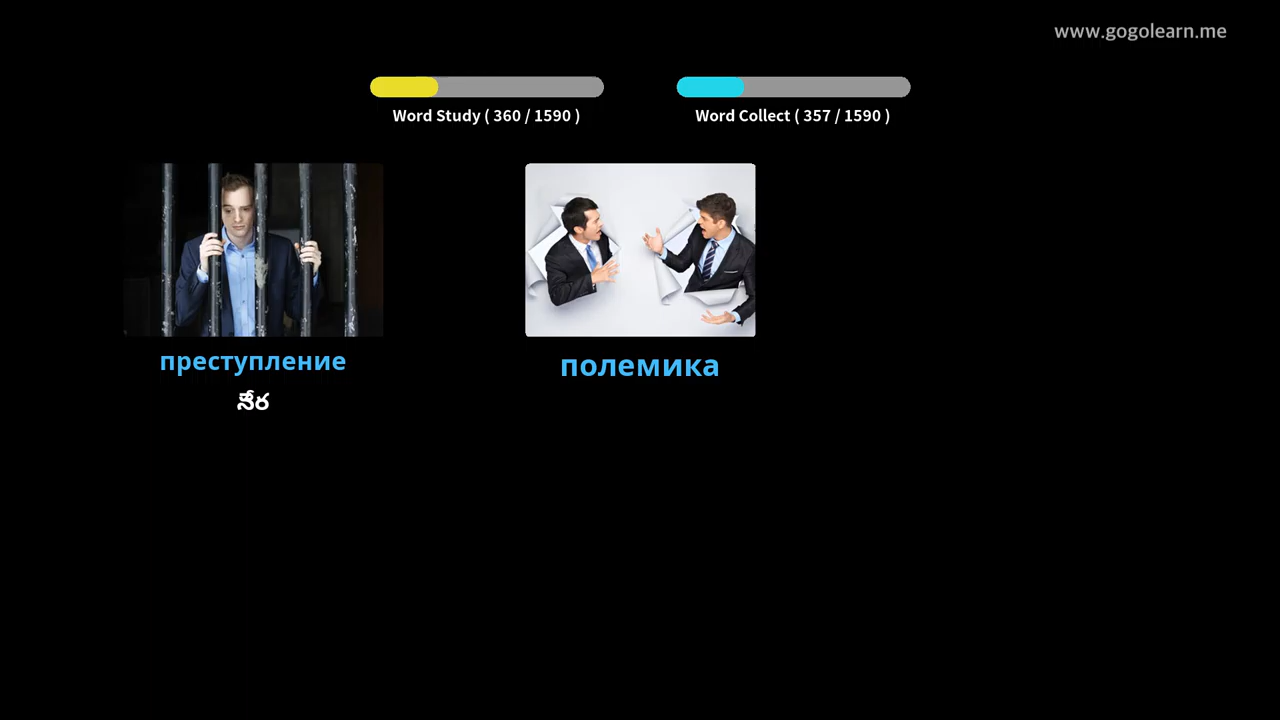 www.gogolearn.me
Word Study ( 360 / 1590 )
Word Collect ( 357 / 1590 )
преступление
полемика
నేర